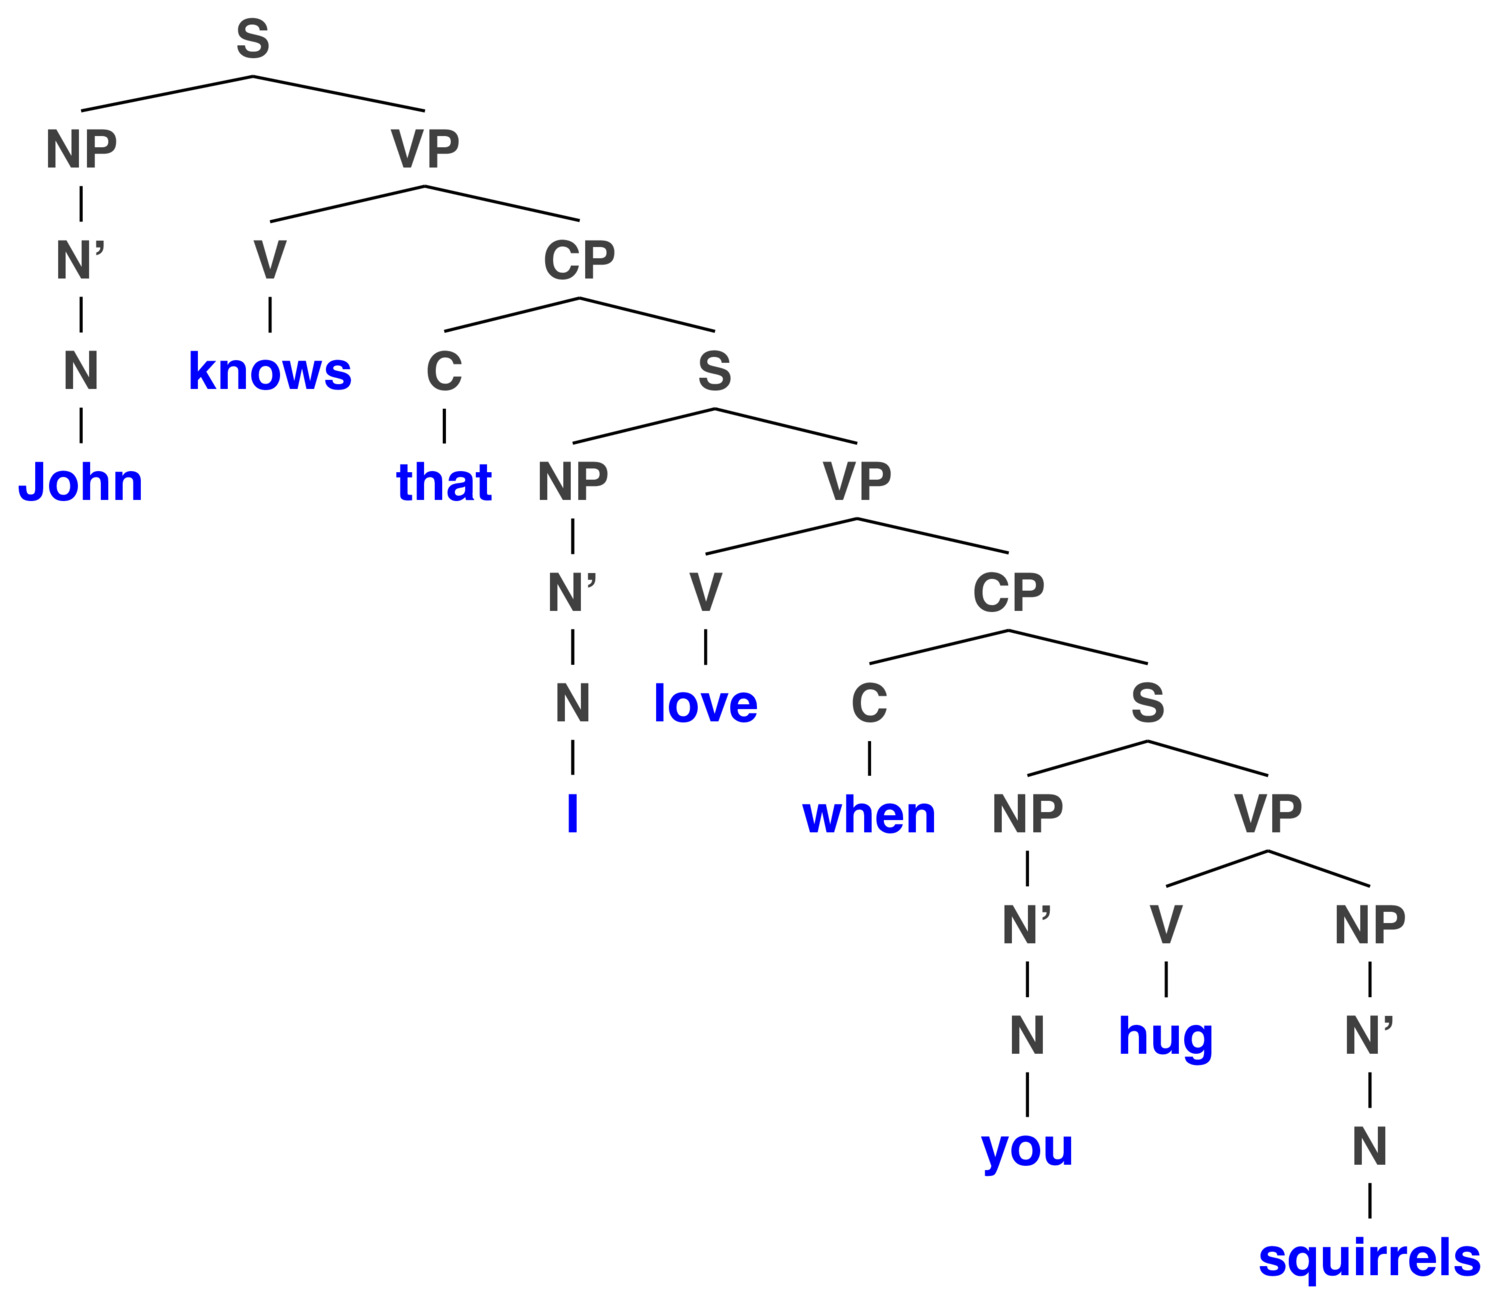 S
NP VP
N’ V CP
N knows C S
John that NP VP
N’ V CP
N love C S
I when NP VP
N’ V NP
N hug N’
you N
squirrels